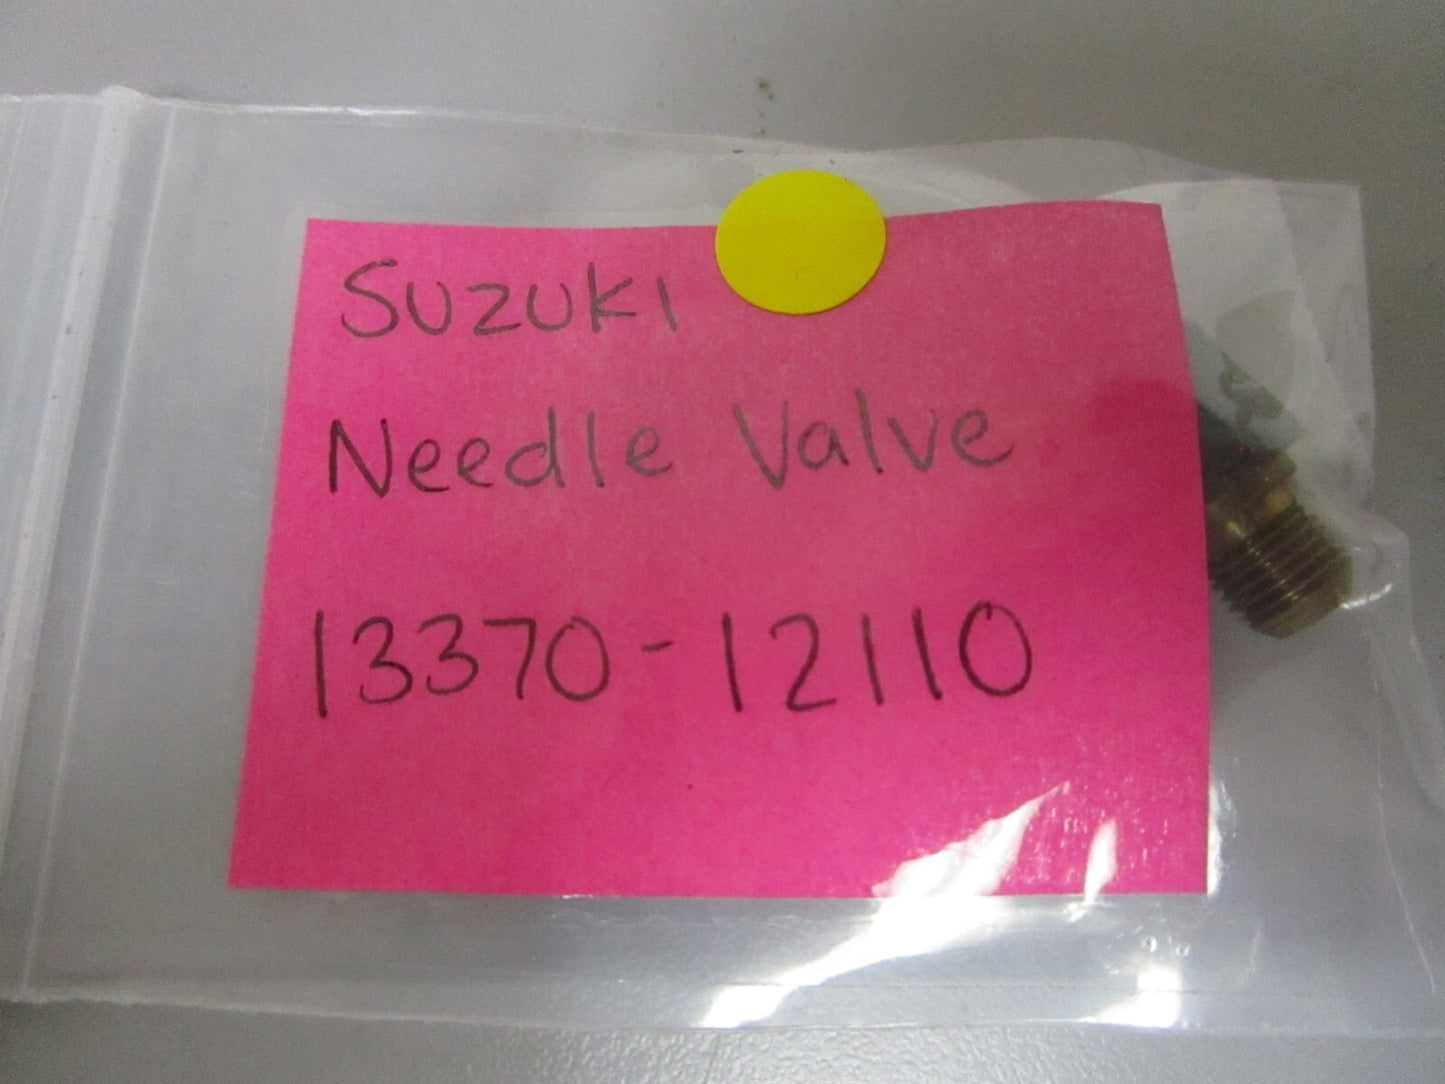 SUZUKI
Needle Valve
13370-12110